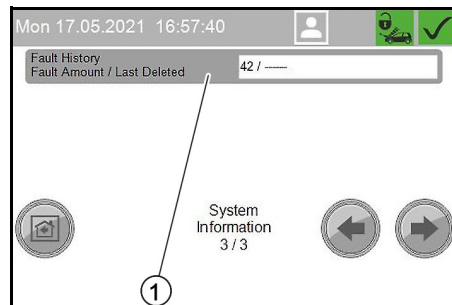 Mon 17.05.2021 16:57:40
Fault History
Fault Amount / Last Deleted
42 / -------
System
Information
3 / 3
1